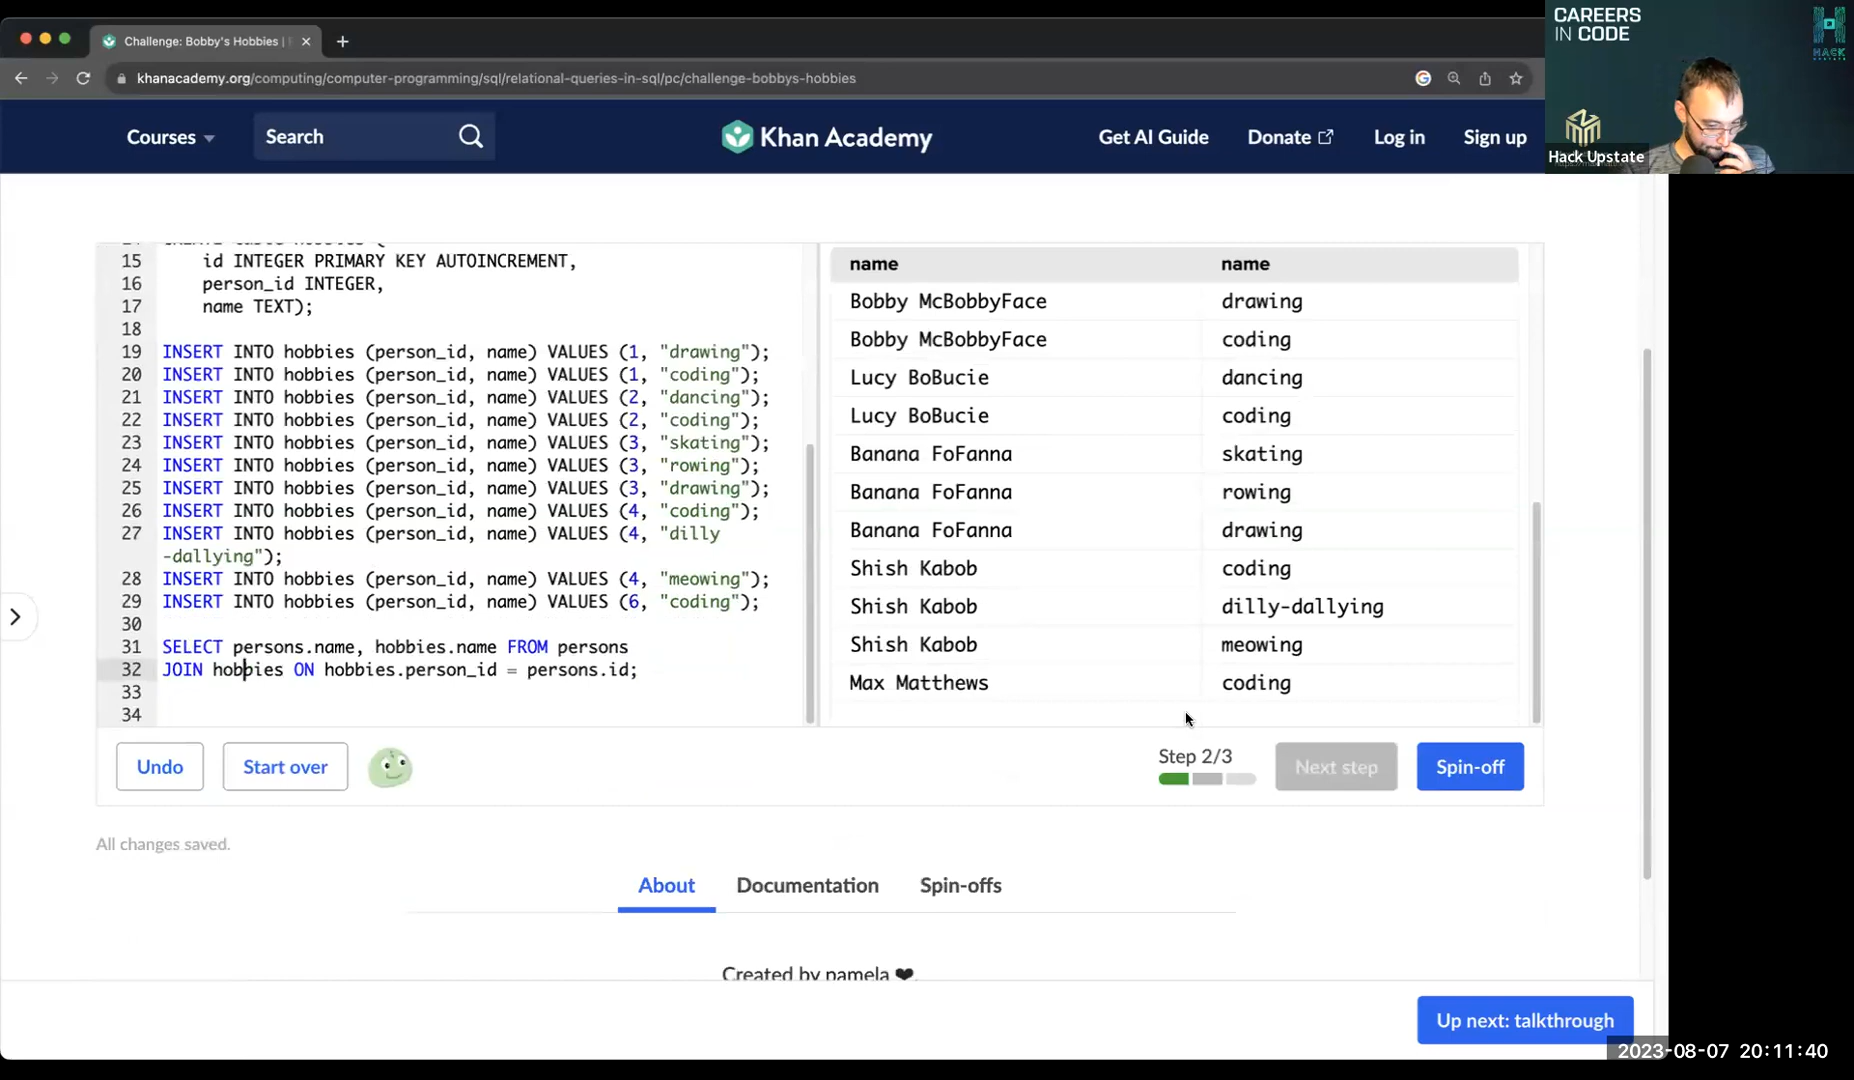 Challenge: Bobby's Hobbies |
khanacademy.org/computing/computer-programming/sql/relational-queries-in-sql/pc/challenge-bobbys-hobbies
CAREERS
IN CODE
HACK
UPSTATE
Hack Upstate
Courses
Search
Khan Academy
Get AI Guide
Donate
Log in
Sign up
15 id INTEGER PRIMARY KEY AUTOINCREMENT,
16 person_id INTEGER,
17 name TEXT);
18
19 INSERT INTO hobbies (person_id, name) VALUES (1, "drawing");
20 INSERT INTO hobbies (person_id, name) VALUES (1, "coding");
21 INSERT INTO hobbies (person_id, name) VALUES (2, "dancing");
22 INSERT INTO hobbies (person_id, name) VALUES (2, "coding");
23 INSERT INTO hobbies (person_id, name) VALUES (3, "skating");
24 INSERT INTO hobbies (person_id, name) VALUES (3, "rowing");
25 INSERT INTO hobbies (person_id, name) VALUES (3, "drawing");
26 INSERT INTO hobbies (person_id, name) VALUES (4, "coding");
27 INSERT INTO hobbies (person_id, name) VALUES (4, "dilly
-dallying");
28 INSERT INTO hobbies (person_id, name) VALUES (4, "meowing");
29 INSERT INTO hobbies (person_id, name) VALUES (6, "coding");
30
31 SELECT persons.name, hobbies.name FROM persons
32 JOIN hobbies ON hobbies.person_id = persons.id;
33
34
name name
Bobby McBobbyFace drawing
Bobby McBobbyFace coding
Lucy BoBucie dancing
Lucy BoBucie coding
Banana FoFanna skating
Banana FoFanna rowing
Banana FoFanna drawing
Shish Kabob coding
Shish Kabob dilly-dallying
Shish Kabob meowing
Max Matthews coding
Undo
Start over
Step 2/3
Next step
Spin-off
All changes saved.
About
Documentation
Spin-offs
Created by pamela ❤.
Up next: talkthrough
2023-08-07 20:11:40